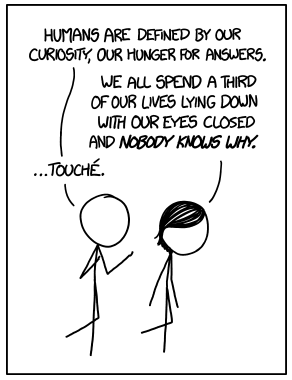 HUMANS ARE DEFINED BY OUR
CURIOSITY, OUR HUNGER FOR ANSWERS.
WE ALL SPEND A THIRD
OF OUR LIVES LYING DOWN
WITH OUR EYES CLOSED
AND NOBODY KNOWS WHY.
...TOUCHÉ.